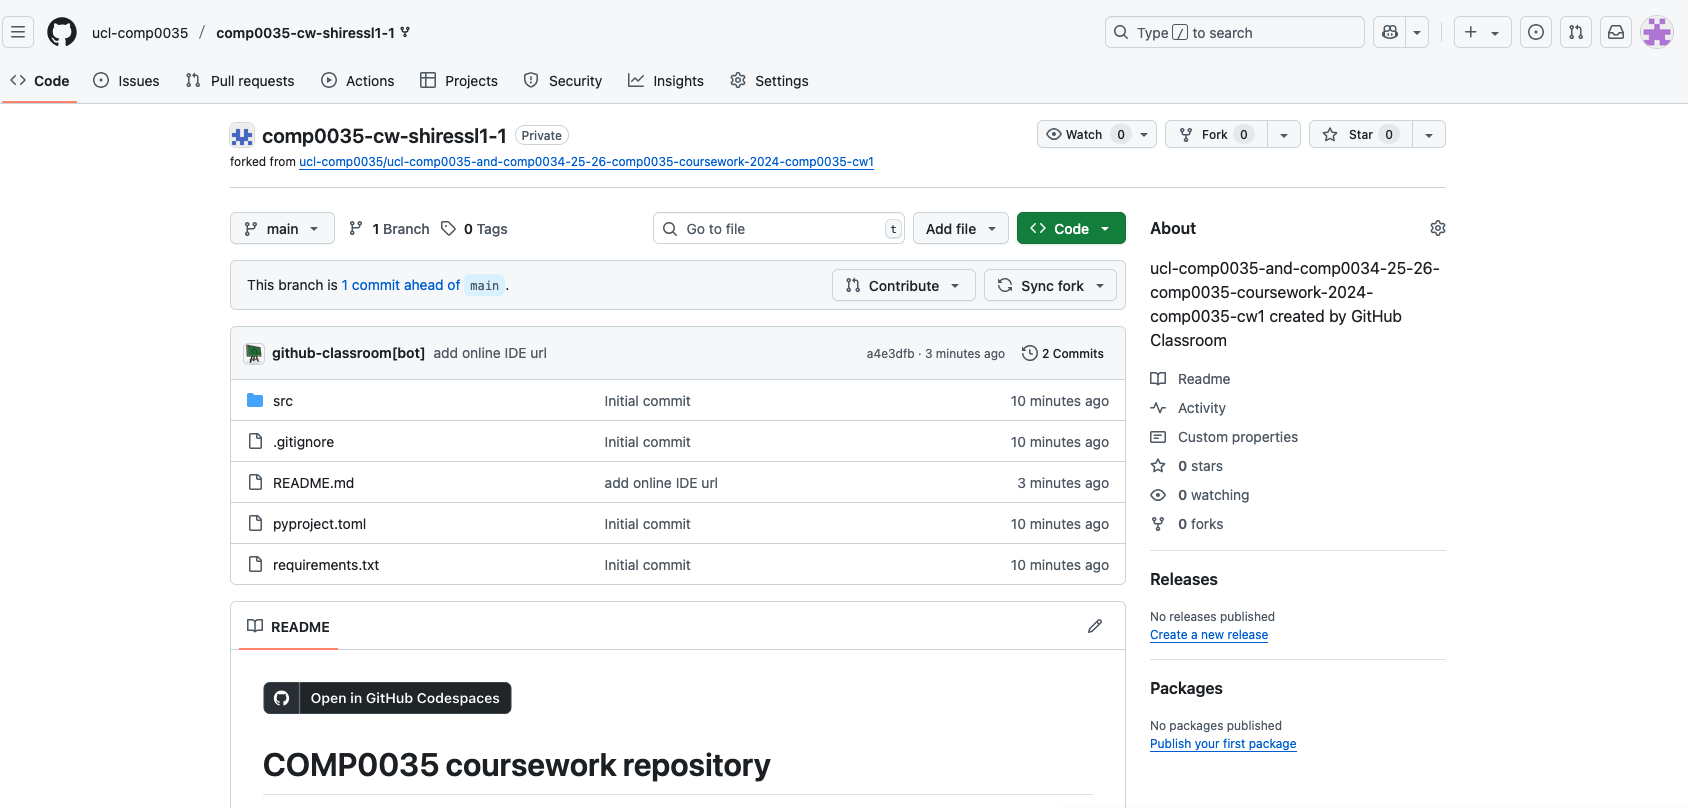 ucl-comp0035 / comp0035-cw-shiressl1-1
Type / to search
Code
Issues
Pull requests
Actions
Projects
Security
Insights
Settings
comp0035-cw-shiressl1-1 Private
Watch 0
Fork 0
Star 0
forked from ucl-comp0035/ucl-comp0035-and-comp0034-25-26-comp0035-coursework-2024-comp0035-cw1
main
1 Branch
0 Tags
Go to file t
Add file
Code
This branch is 1 commit ahead of main .
Contribute
Sync fork
github-classroom[bot] add online IDE url a4e3dfb · 3 minutes ago 2 Commits
src Initial commit 10 minutes ago
.gitignore Initial commit 10 minutes ago
README.md add online IDE url 3 minutes ago
pyproject.toml Initial commit 10 minutes ago
requirements.txt Initial commit 10 minutes ago
README
Open in GitHub Codespaces
COMP0035 coursework repository
About
ucl-comp0035-and-comp0034-25-26-
comp0035-coursework-2024-
comp0035-cw1 created by GitHub
Classroom
Readme
Activity
Custom properties
0 stars
0 watching
0 forks
Releases
No releases published
Create a new release
Packages
No packages published
Publish your first package